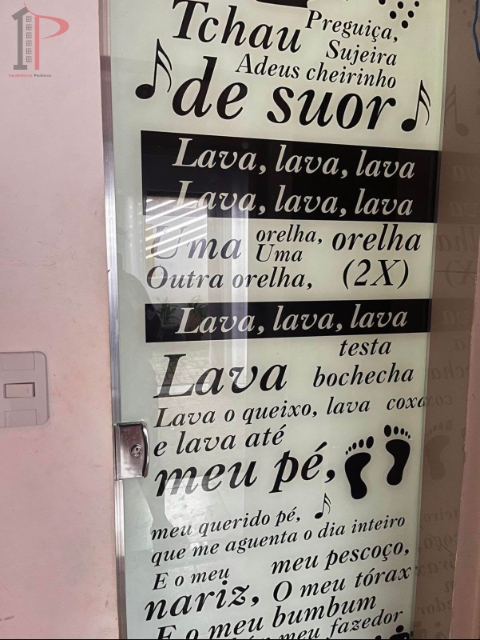 Tchau Preguiça,
Sujeira
Adeus cheirinho
de suor
Lava, lava, lava
Lava, lava, lava
Uma orelha, orelha
Uma
Outra orelha, (2X)
Lava, lava, lava
testa
Lava bochecha
Lava o queixo, lava coxa
e lava até
meu pé,
meu querido pé,
que me aguenta o dia inteiro
E o meu meu pescoço,
nariz, O meu tórax
E o meu bumbum
meu fazedor